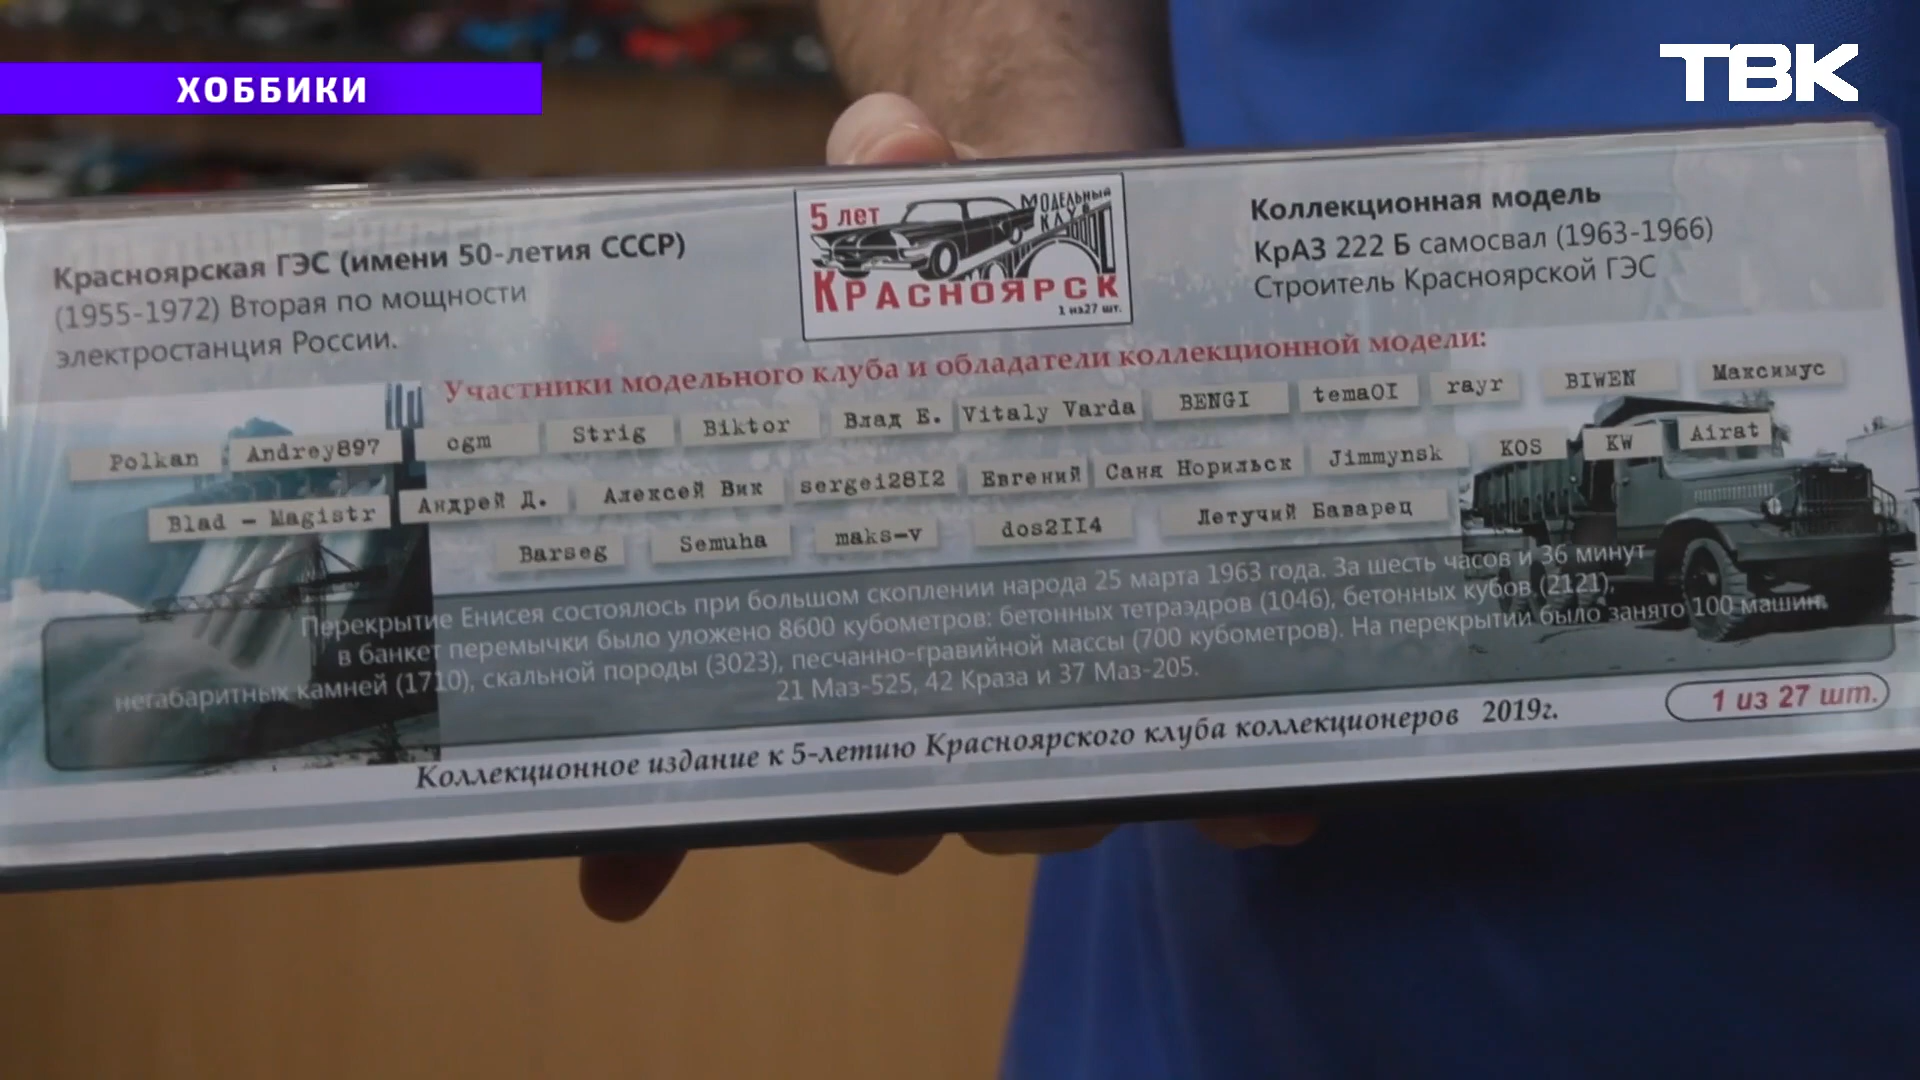 ХОББИКИ
ТВК
Красноярская ГЭС (имени 50-летия СССР)
(1955-1972) Вторая по мощности
электростанция России.
5 лет
Модельный
клуб
Красноярск
1 из 27 шт.
Коллекционная модель
КрАЗ 222 Б самосвал (1963-1966)
Строитель Красноярской ГЭС
Участники модельного клуба и обладатели коллекционной модели:
Polkan Andrey897 cgm Strig Biktor Влад Е. Vitaly Varda BENGI tema0I rayr BIWEN Максимус
Blad - Magistr Андрей Д. Алексей Вик sergei28I2 Евгений Саня Норильск Jimmynsk KOS KW Airat
Barseg Semuha maks-v dos2II4 Летучий Баварец
Перекрытие Енисея состоялось при большом скоплении народа 25 марта 1963 года. За шесть часов и 36 минут
в банкет перемычки было уложено 8600 кубометров: бетонных тетраэдров (1046), бетонных кубов (2121),
негабаритных камней (1710), скальной породы (3023), песчанно-гравийной массы (700 кубометров). На перекрытии было занято 100 машин.
21 Маз-525, 42 Краза и 37 Маз-205.
Коллекционное издание к 5-летию Красноярского клуба коллекционеров 2019г.
1 из 27 шт.